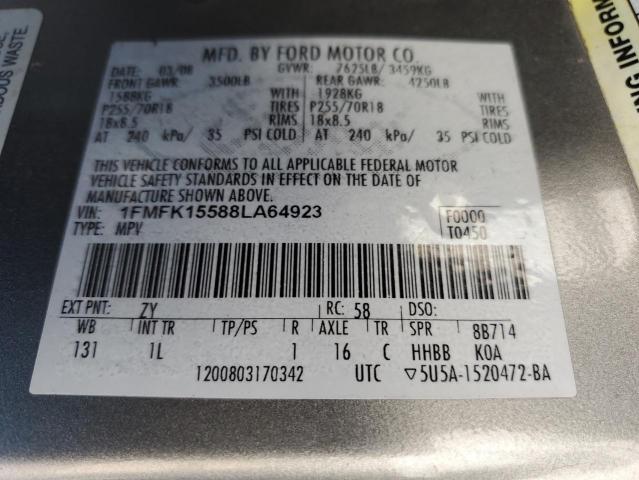 MFD. BY FORD MOTOR CO.
DATE: 03/08 GVWR: 7625LB/ 3459KG
FRONT GAWR: 3500LB REAR GAWR: 4250LB
1588KG WITH 1928KG WITH
P255/70R18 TIRES P255/70R18 TIRES
18x8.5 RIMS 18x8.5 RIMS
AT 240 kPa/ 35 PSI COLD AT 240 kPa/ 35 PSI COLD
THIS VEHICLE CONFORMS TO ALL APPLICABLE FEDERAL MOTOR
VEHICLE SAFETY STANDARDS IN EFFECT ON THE DATE OF
MANUFACTURE SHOWN ABOVE.
VIN: 1FMFK15588LA64923 F0000
TYPE: MPV T0450
EXT PNT: ZY RC: 58 DSO:
WB INT TR TP/PS R AXLE TR SPR 8B714
131 1L 1 16 C HHBB KOA
1200803170342 UTC ▽5U5A-1520472-BA
WASTE.
NG INFORM